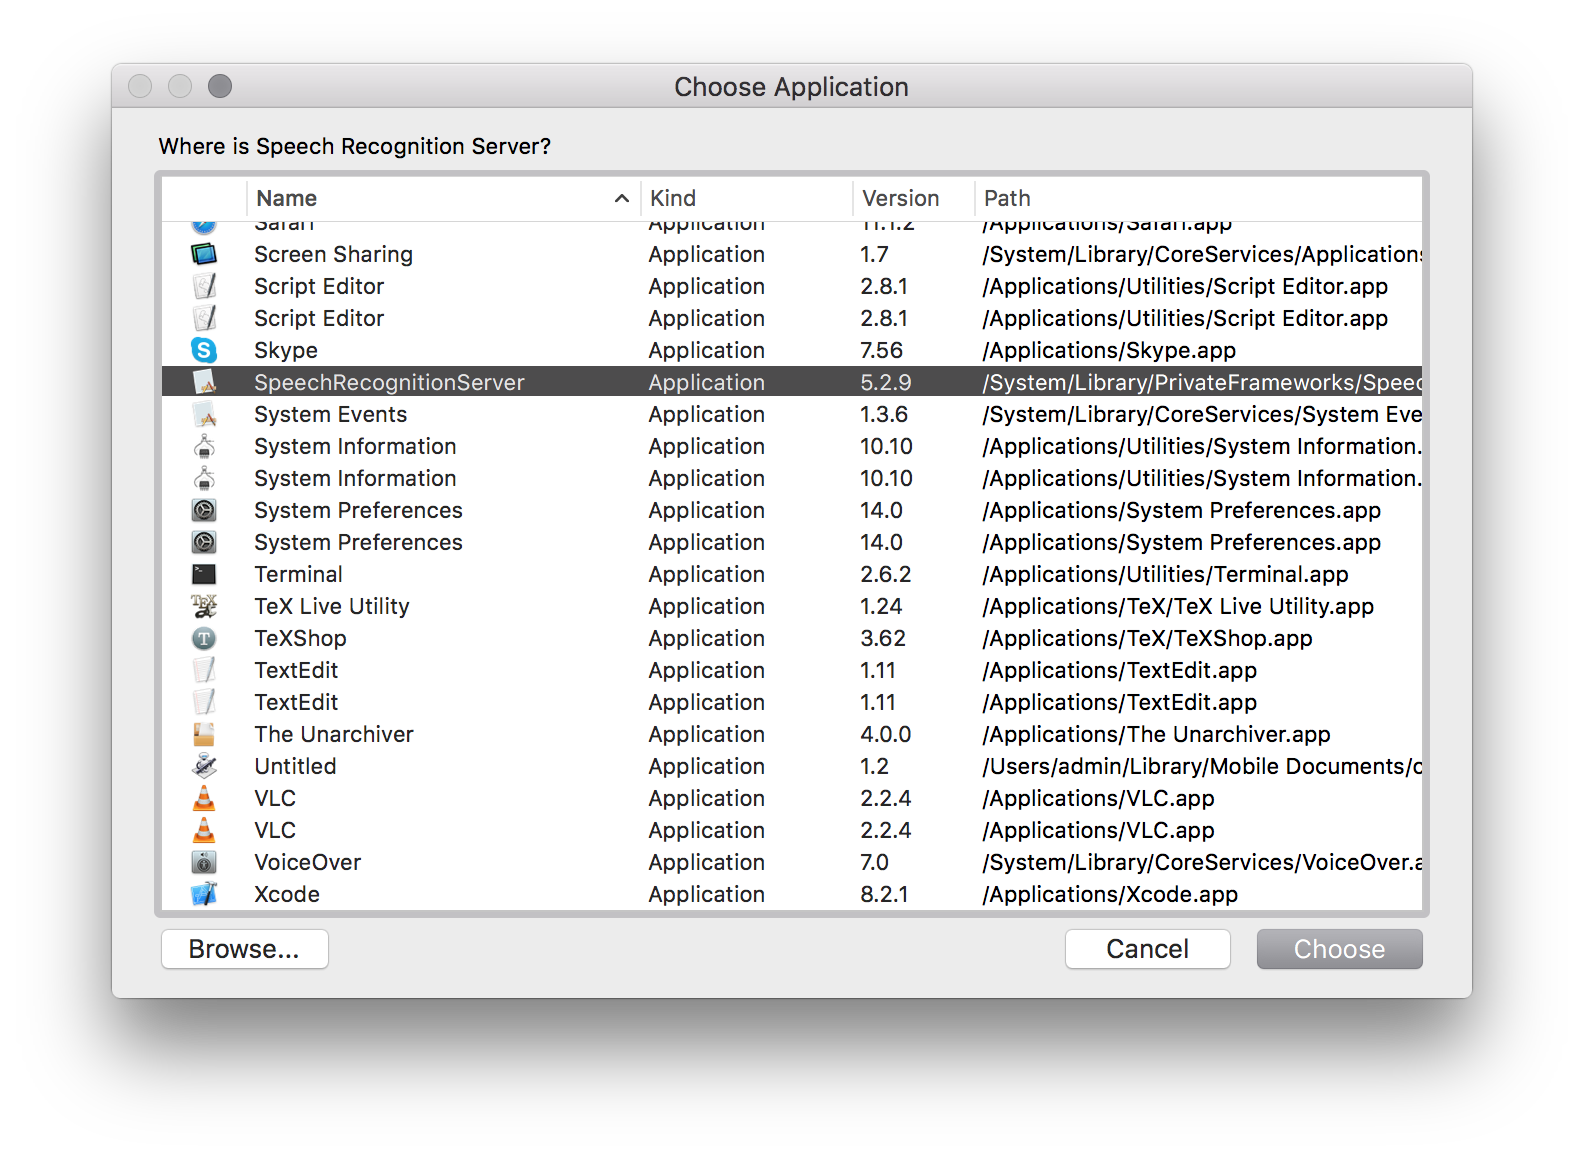 Choose Application
Where is Speech Recognition Server?
Name Kind Version Path
Safari Application 11.1.2 /Applications/Safari.app
Screen Sharing Application 1.7 /System/Library/CoreServices/Applications
Script Editor Application 2.8.1 /Applications/Utilities/Script Editor.app
Script Editor Application 2.8.1 /Applications/Utilities/Script Editor.app
Skype Application 7.56 /Applications/Skype.app
SpeechRecognitionServer Application 5.2.9 /System/Library/PrivateFrameworks/Speec
System Events Application 1.3.6 /System/Library/CoreServices/System Eve
System Information Application 10.10 /Applications/Utilities/System Information.
System Information Application 10.10 /Applications/Utilities/System Information.
System Preferences Application 14.0 /Applications/System Preferences.app
System Preferences Application 14.0 /Applications/System Preferences.app
Terminal Application 2.6.2 /Applications/Utilities/Terminal.app
TeX Live Utility Application 1.24 /Applications/TeX/TeX Live Utility.app
TeXShop Application 3.62 /Applications/TeX/TeXShop.app
TextEdit Application 1.11 /Applications/TextEdit.app
TextEdit Application 1.11 /Applications/TextEdit.app
The Unarchiver Application 4.0.0 /Applications/The Unarchiver.app
Untitled Application 1.2 /Users/admin/Library/Mobile Documents/c
VLC Application 2.2.4 /Applications/VLC.app
VLC Application 2.2.4 /Applications/VLC.app
VoiceOver Application 7.0 /System/Library/CoreServices/VoiceOver.a
Xcode Application 8.2.1 /Applications/Xcode.app
Browse... Cancel Choose